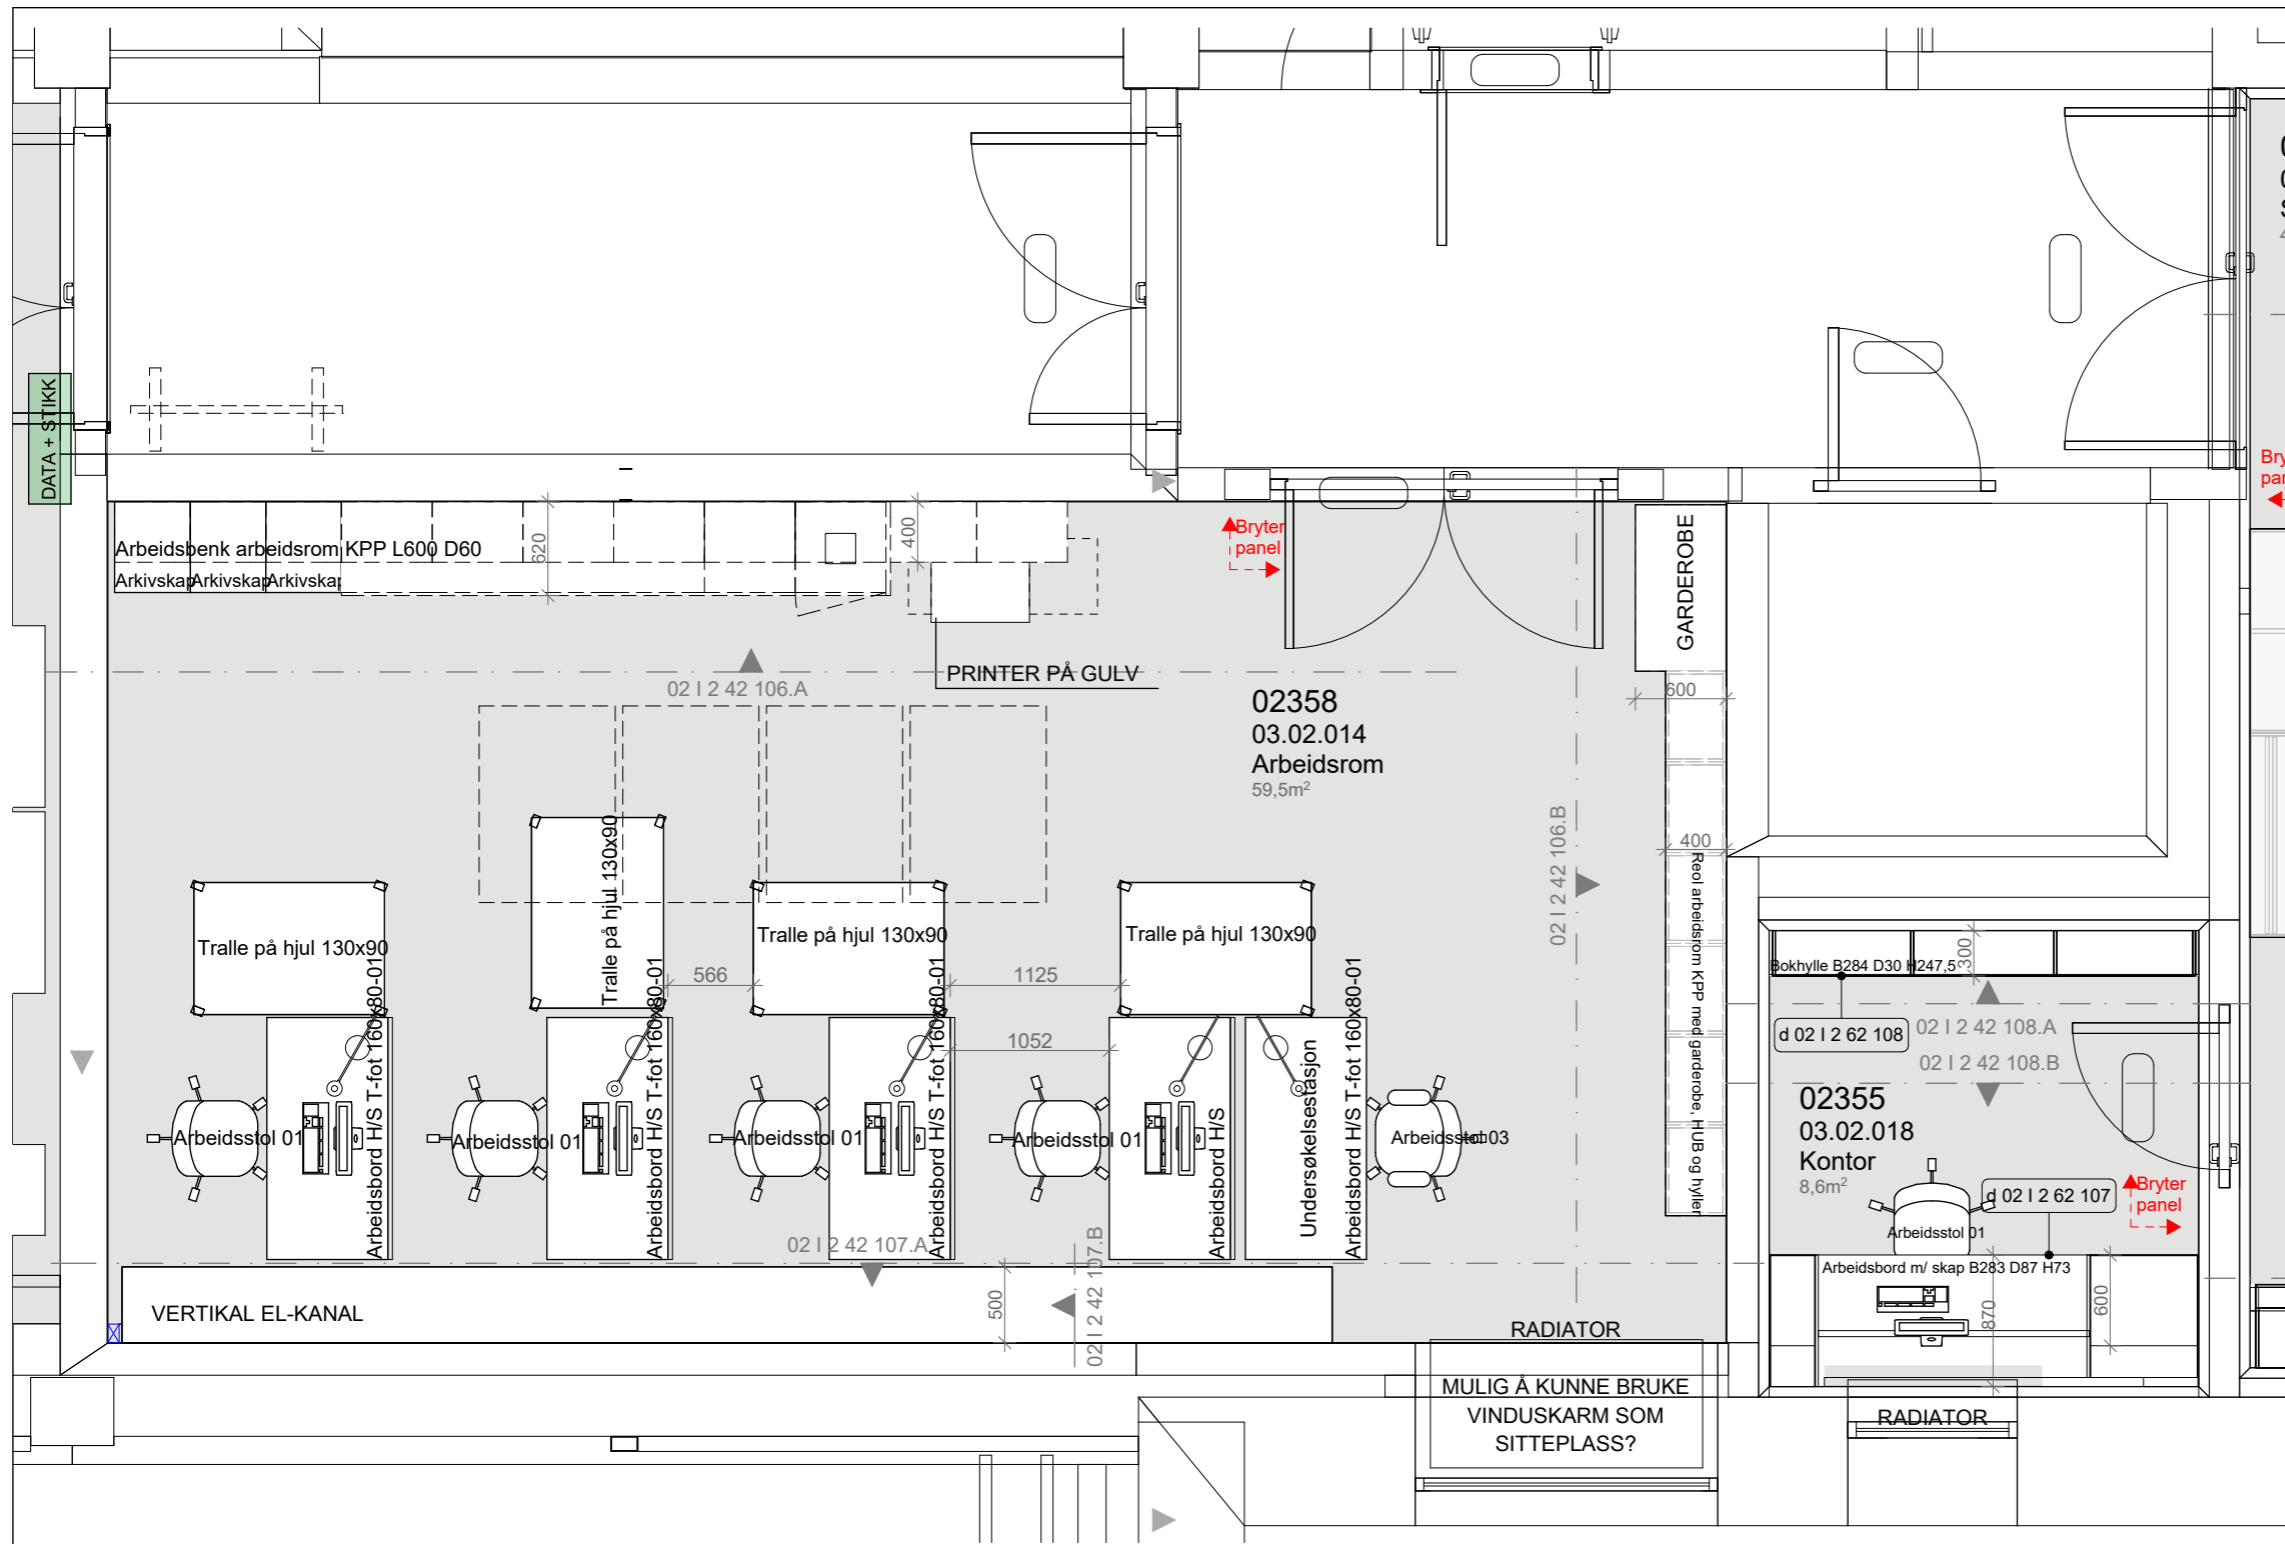 DATA + STIKK
Arbeidsbenk arbeidsrom KPP L600 D60
Arkivskap
Arkivskap
Arkivskap
620
400
Bryter
panel
GARDEROBE
600
PRINTER PÅ GULV
02 I 2 42 106.A
02358
03.02.014
Arbeidsrom
59,5m²
02 I 2 42 106.B
400
Reol arbeidsrom KPP med garderobe, HUB og hyller
Tralle på hjul 130x90
Tralle på hjul 130x90
Tralle på hjul 130x90
Tralle på hjul 130x90
566
1125
1052
Arbeidsstol 01
Arbeidsbord H/S T-fot 160x80-01
Arbeidsstol 01
Arbeidsbord H/S T-fot 160x80-01
Arbeidsstol 01
Arbeidsbord H/S T-fot 160x80-01
Arbeidsstol 01
Arbeidsbord H/S
Undersøkelsestasjon
Arbeidsbord H/S T-fot 160x80-01
Arbeidsstol 03
02 I 2 42 107.A
02 I 2 42 107.B
500
VERTIKAL EL-KANAL
RADIATOR
MULIG Å KUNNE BRUKE
VINDUSKARM SOM
SITTEPLASS?
Bokhylle B284 D30 H247,5
300
d 02 I 2 62 108
02 I 2 42 108.A
02 I 2 42 108.B
02355
03.02.018
Kontor
8,6m²
d 02 I 2 62 107
Bryter
panel
Arbeidsstol 01
Arbeidsbord m/ skap B283 D87 H73
870
600
RADIATOR